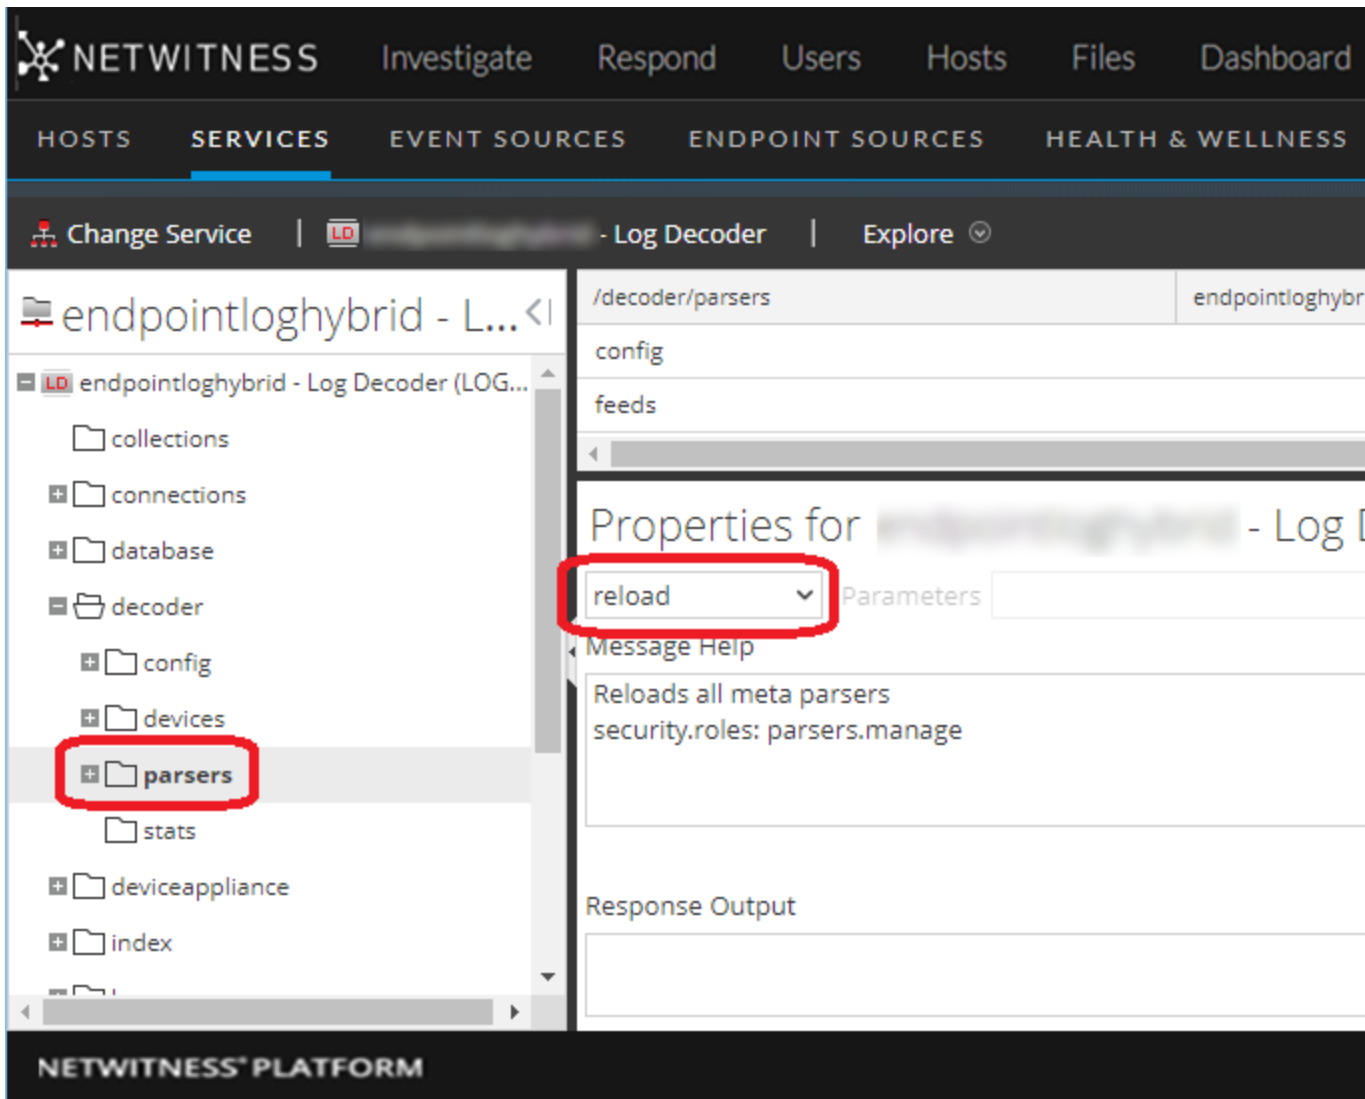 NETWITNESS Investigate Respond Users Hosts Files Dashboard
HOSTS SERVICES EVENT SOURCES ENDPOINT SOURCES HEALTH & WELLNESS
Change Service | LD - Log Decoder | Explore
endpointloghybrid - L...
LD endpointloghybrid - Log Decoder (LOG...
collections
connections
database
decoder
config
devices
parsers
stats
deviceappliance
index
/decoder/parsers endpointloghybr
config
feeds
Properties for - Log
reload Parameters
Message Help
Reloads all meta parsers
security.roles: parsers.manage
Response Output
NETWITNESS® PLATFORM